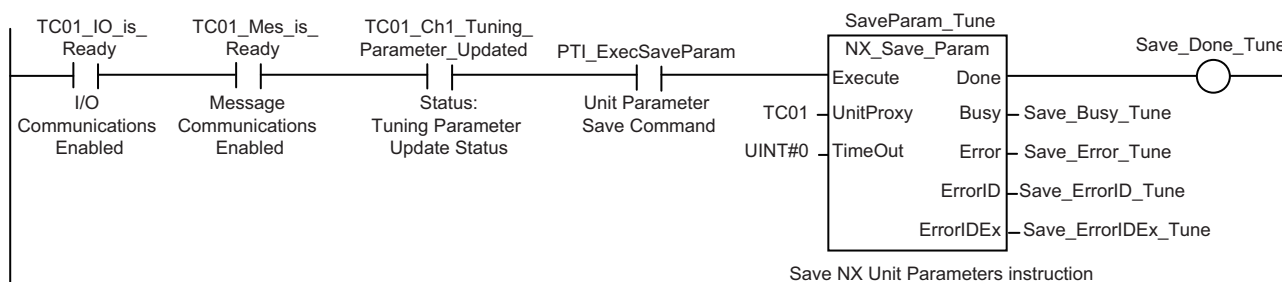 TC01_IO_is_
Ready
I/O
Communications
Enabled
TC01_Mes_is_
Ready
Message
Communications
Enabled
TC01_Ch1_Tuning_
Parameter_Updated
Status:
Tuning Parameter
Update Status
PTI_ExecSaveParam
Unit Parameter
Save Command
SaveParam_Tune
NX_Save_Param
Execute Done
TC01 UnitProxy Busy Save_Busy_Tune
UINT#0 TimeOut Error Save_Error_Tune
ErrorID Save_ErrorID_Tune
ErrorIDEx Save_ErrorIDEx_Tune
Save NX Unit Parameters instruction
Save_Done_Tune